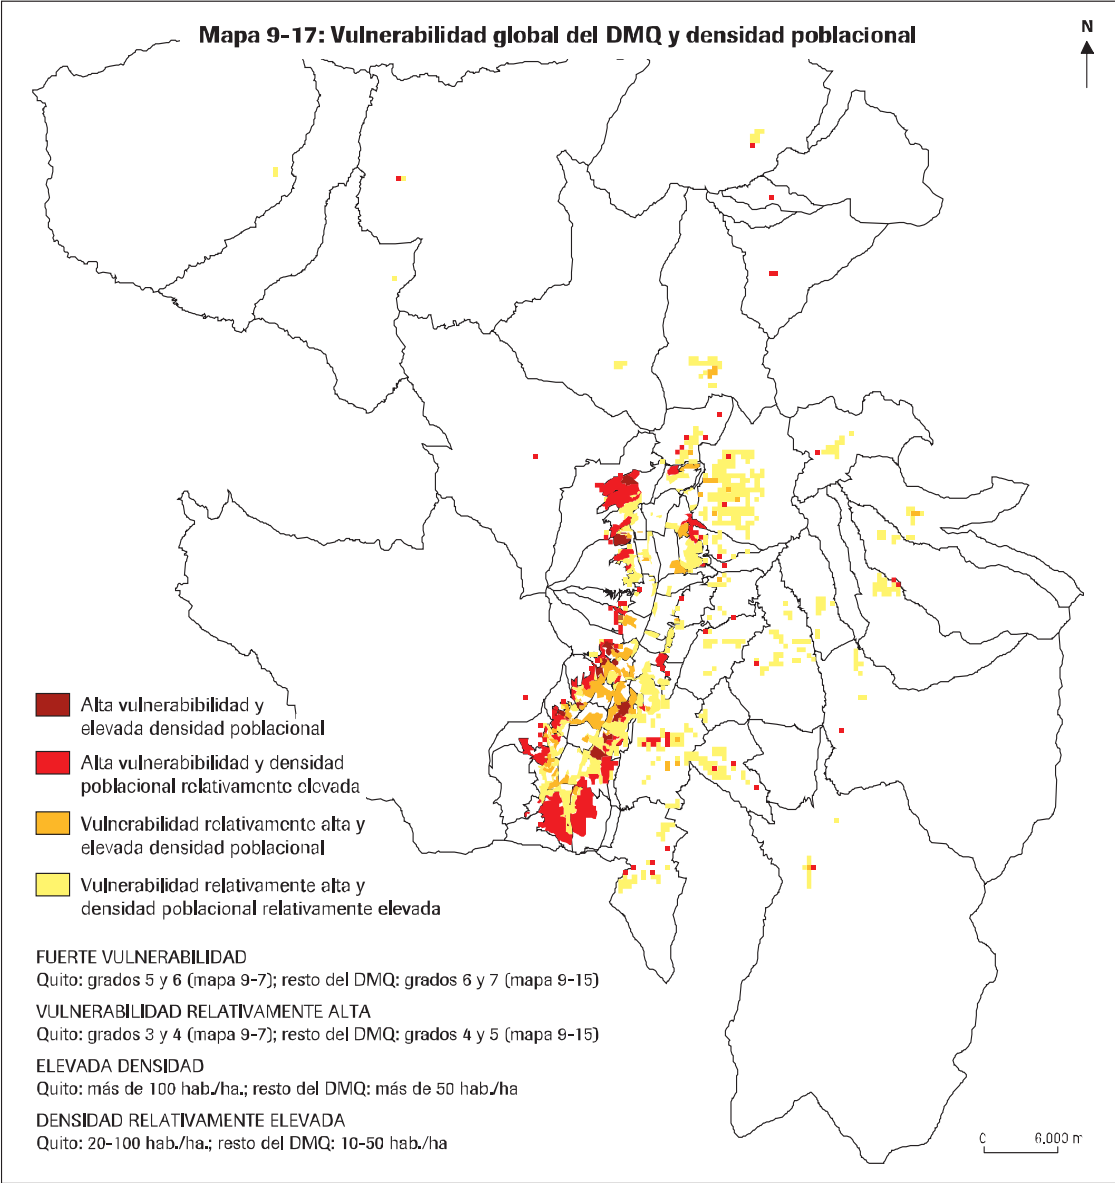 Mapa 9-17: Vulnerabilidad global del DMQ y densidad poblacional
N
Alta vulnerabibilidad y
elevada densidad poblacional
Alta vulnerabibilidad y densidad
poblacional relativamente elevada
Vulnerabilidad relativamente alta y
elevada densidad poblacional
Vulnerabilidad relativamente alta y
densidad poblacional relativamente elevada
FUERTE VULNERABILIDAD
Quito: grados 5 y 6 (mapa 9-7); resto del DMQ: grados 6 y 7 (mapa 9-15)
VULNERABILIDAD RELATIVAMENTE ALTA
Quito: grados 3 y 4 (mapa 9-7); resto del DMQ: grados 4 y 5 (mapa 9-15)
ELEVADA DENSIDAD
Quito: más de 100 hab./ha.; resto del DMQ: más de 50 hab./ha
DENSIDAD RELATIVAMENTE ELEVADA
Quito: 20-100 hab./ha.; resto del DMQ: 10-50 hab./ha
0 6.000 m